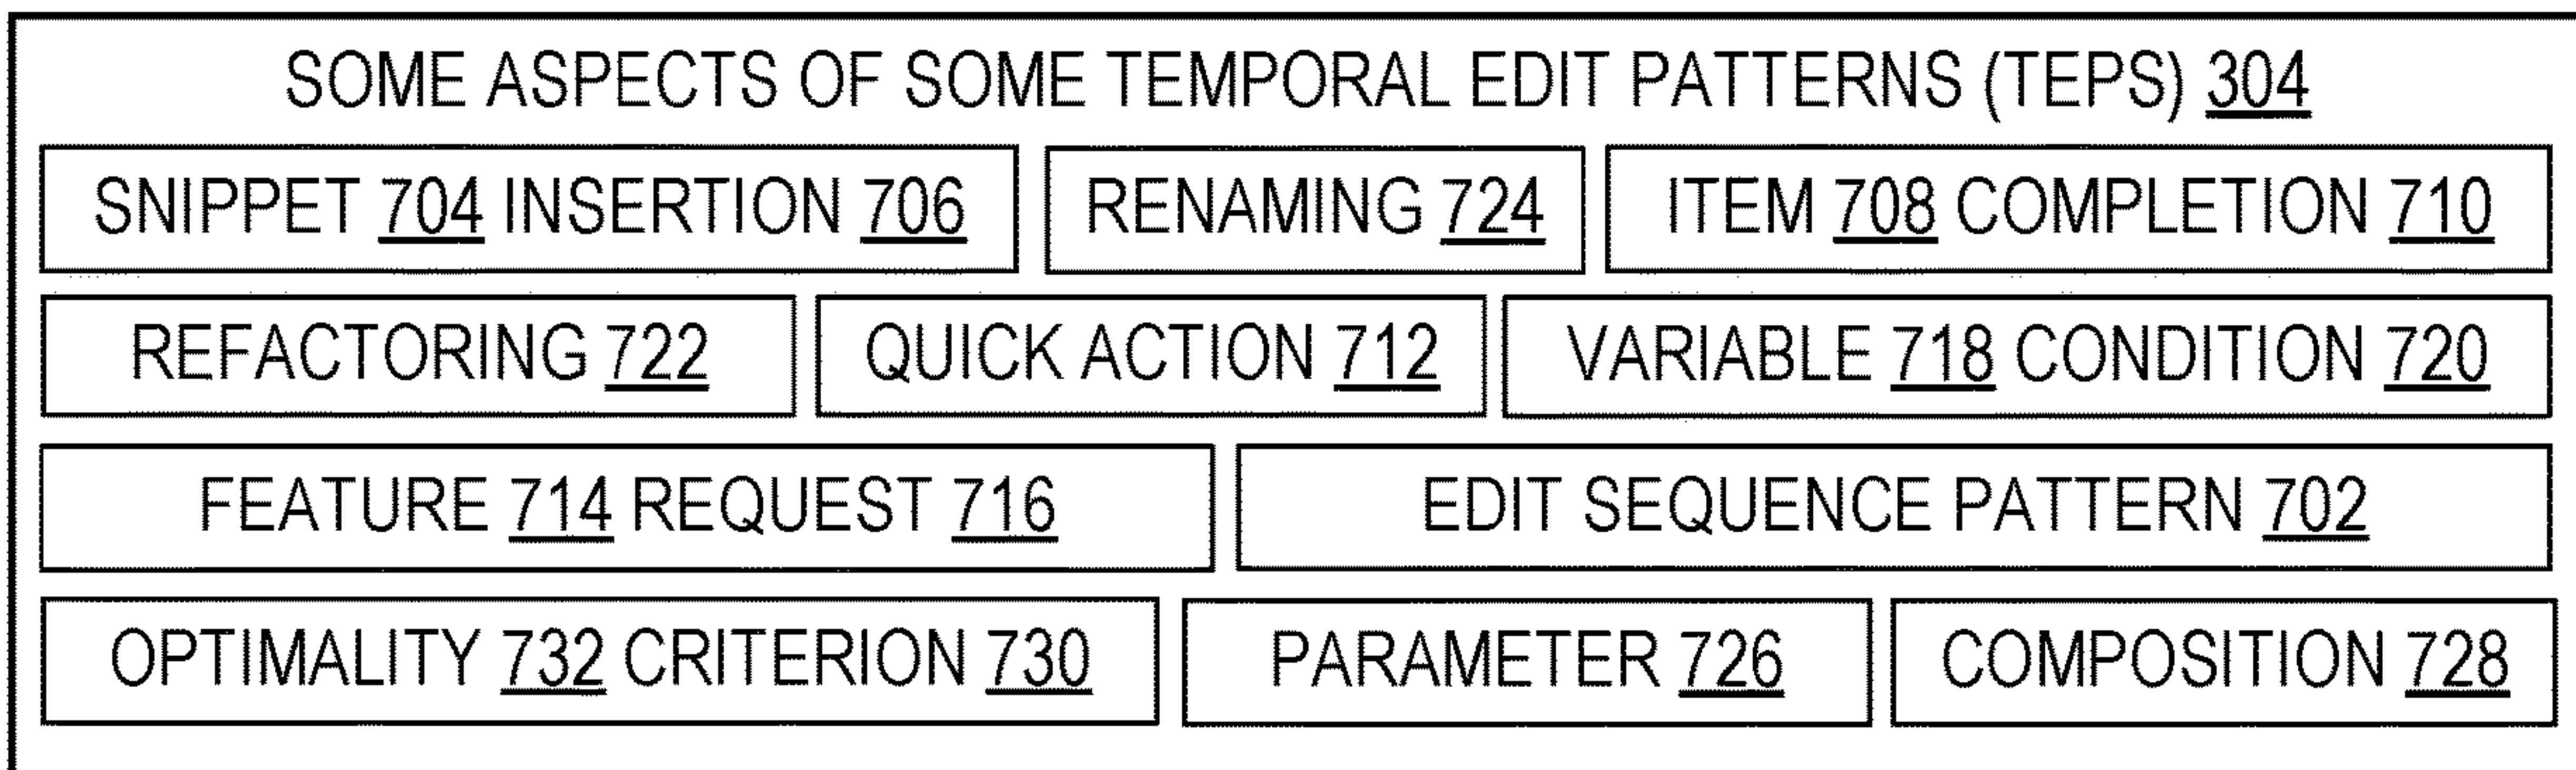 SOME ASPECTS OF SOME TEMPORAL EDIT PATTERNS (TEPS) 304
SNIPPET 704 INSERTION 706
RENAMING 724
ITEM 708 COMPLETION 710
REFACTORING 722
QUICK ACTION 712
VARIABLE 718 CONDITION 720
FEATURE 714 REQUEST 716
EDIT SEQUENCE PATTERN 702
OPTIMALITY 732 CRITERION 730
PARAMETER 726
COMPOSITION 728